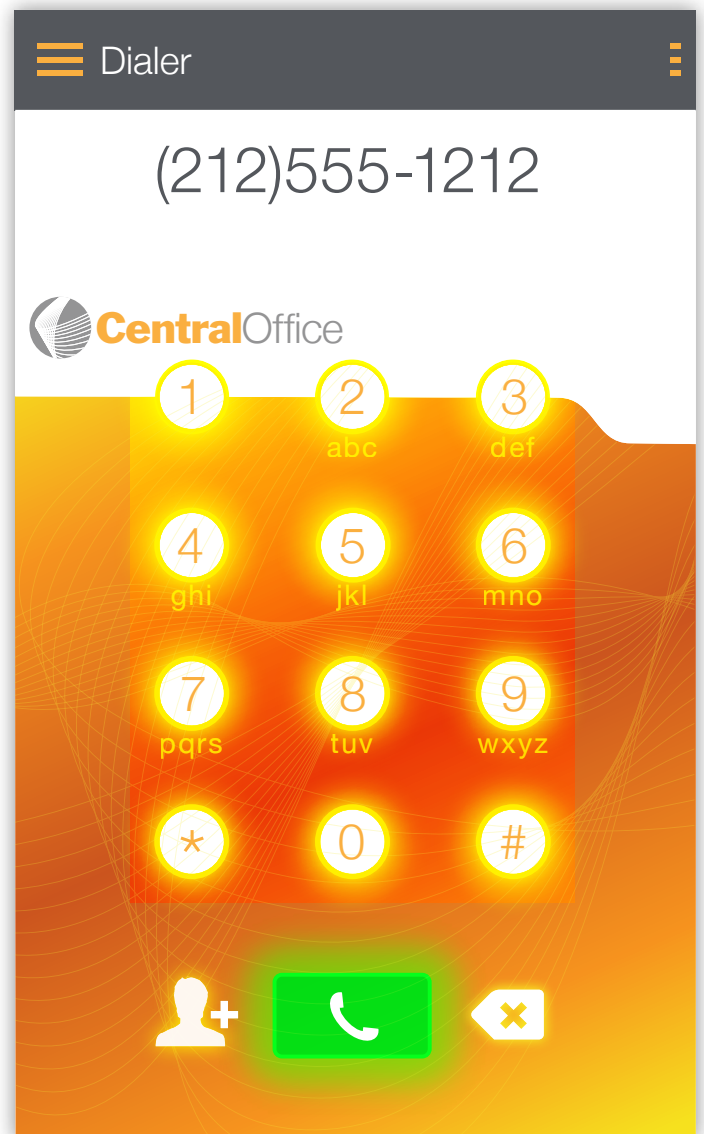 Dialer
(212)555-1212
CentralOffice
1 2 3
abc def
4 5 6
ghi jkl mno
7 8 9
pqrs tuv wxyz
* 0 #